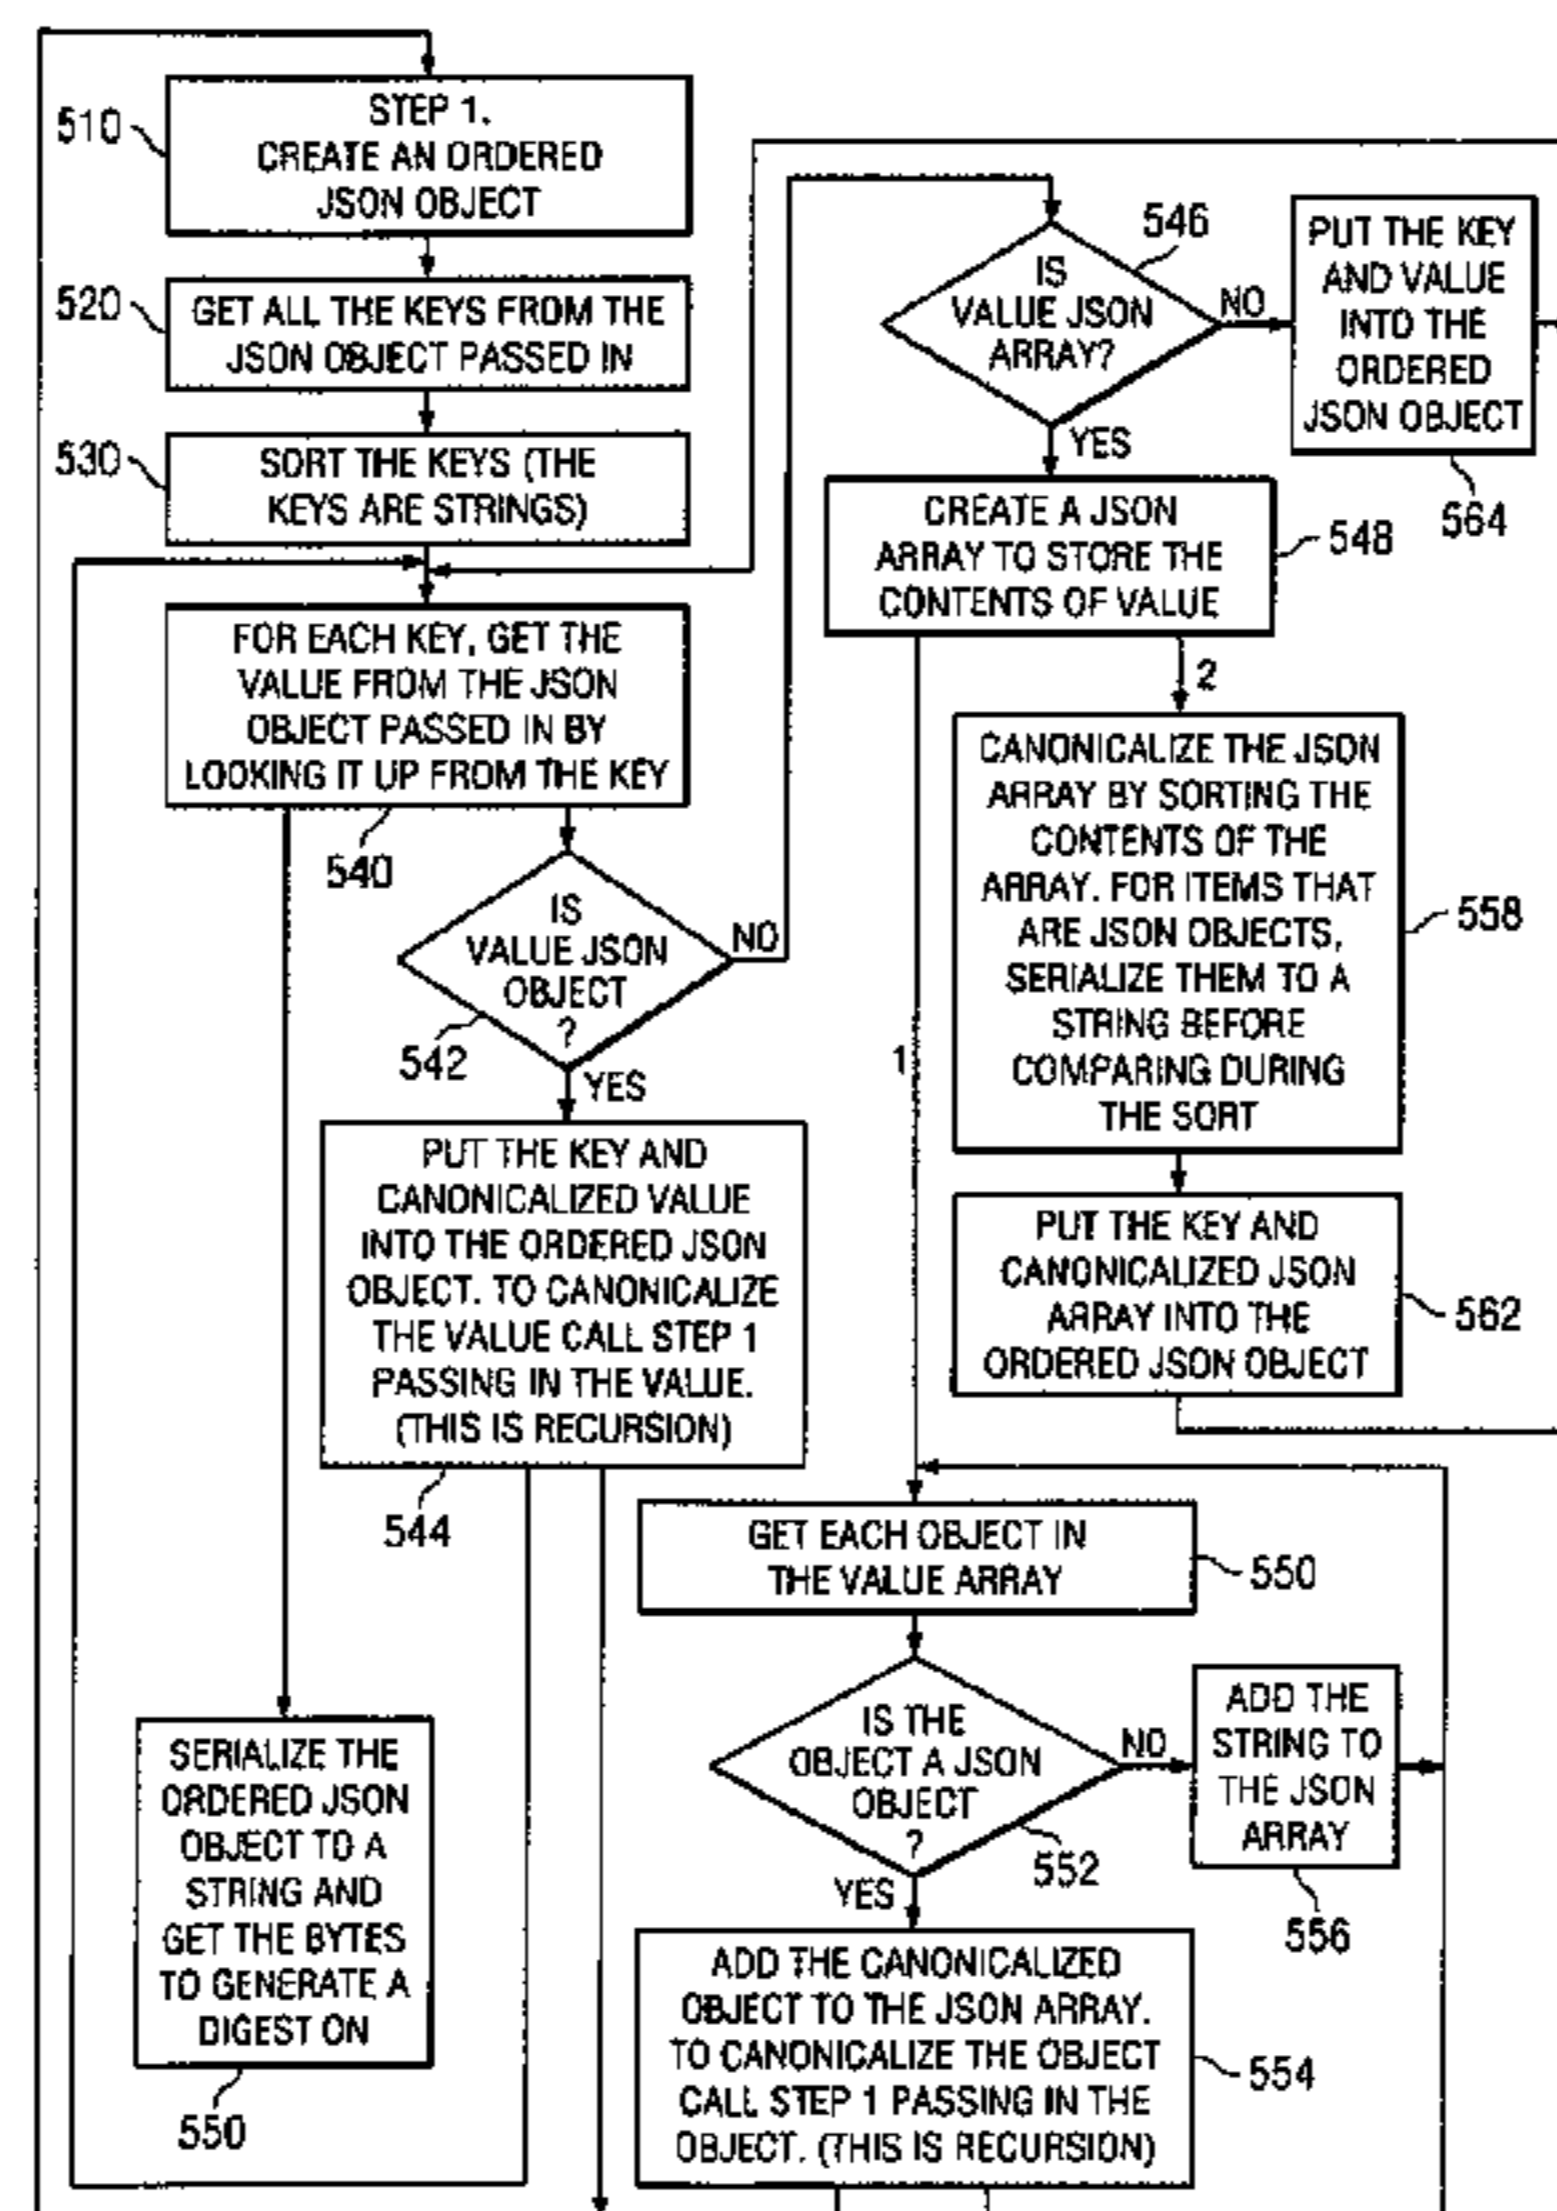 510
STEP 1.
CREATE AN ORDERED
JSON OBJECT
520
GET ALL THE KEYS FROM THE
JSON OBJECT PASSED IN
530
SORT THE KEYS (THE
KEYS ARE STRINGS)
FOR EACH KEY, GET THE
VALUE FROM THE JSON
OBJECT PASSED IN BY
LOOKING IT UP FROM THE KEY
540
IS
VALUE JSON
OBJECT
?
542
NO
YES
PUT THE KEY AND
CANONICALIZED VALUE
INTO THE ORDERED JSON
OBJECT. TO CANONICALIZE
THE VALUE CALL STEP 1
PASSING IN THE VALUE.
(THIS IS RECURSION)
544
SERIALIZE THE
ORDERED JSON
OBJECT TO A
STRING AND
GET THE BYTES
TO GENERATE A
DIGEST ON
550
546
IS
VALUE JSON
ARRAY?
NO
YES
PUT THE KEY
AND VALUE
INTO THE
ORDERED
JSON OBJECT
564
CREATE A JSON
ARRAY TO STORE THE
CONTENTS OF VALUE
548
1
2
CANONICALIZE THE JSON
ARRAY BY SORTING THE
CONTENTS OF THE
ARRAY. FOR ITEMS THAT
ARE JSON OBJECTS,
SERIALIZE THEM TO A
STRING BEFORE
COMPARING DURING
THE SORT
558
PUT THE KEY AND
CANONICALIZED JSON
ARRAY INTO THE
ORDERED JSON OBJECT
562
GET EACH OBJECT IN
THE VALUE ARRAY
550
IS THE
OBJECT A JSON
OBJECT
?
552
NO
YES
ADD THE
STRING TO
THE JSON
ARRAY
556
ADD THE CANONICALIZED
OBJECT TO THE JSON ARRAY.
TO CANONICALIZE THE OBJECT
CALL STEP 1 PASSING IN THE
OBJECT. (THIS IS RECURSION)
554